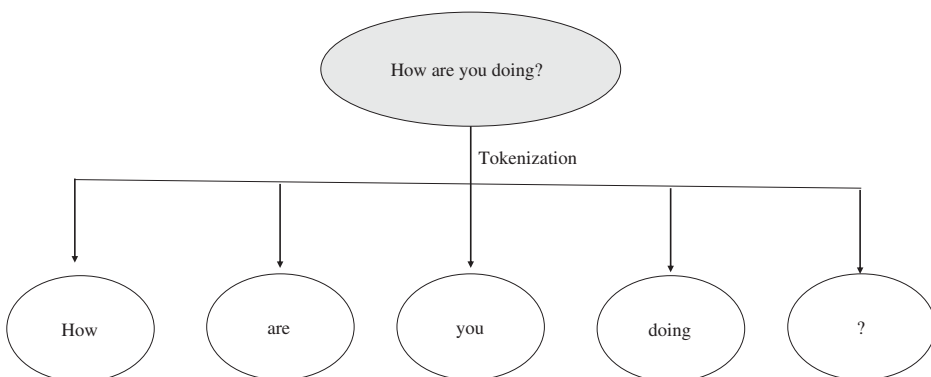 How are you doing?
Tokenization
How
are
you
doing
?